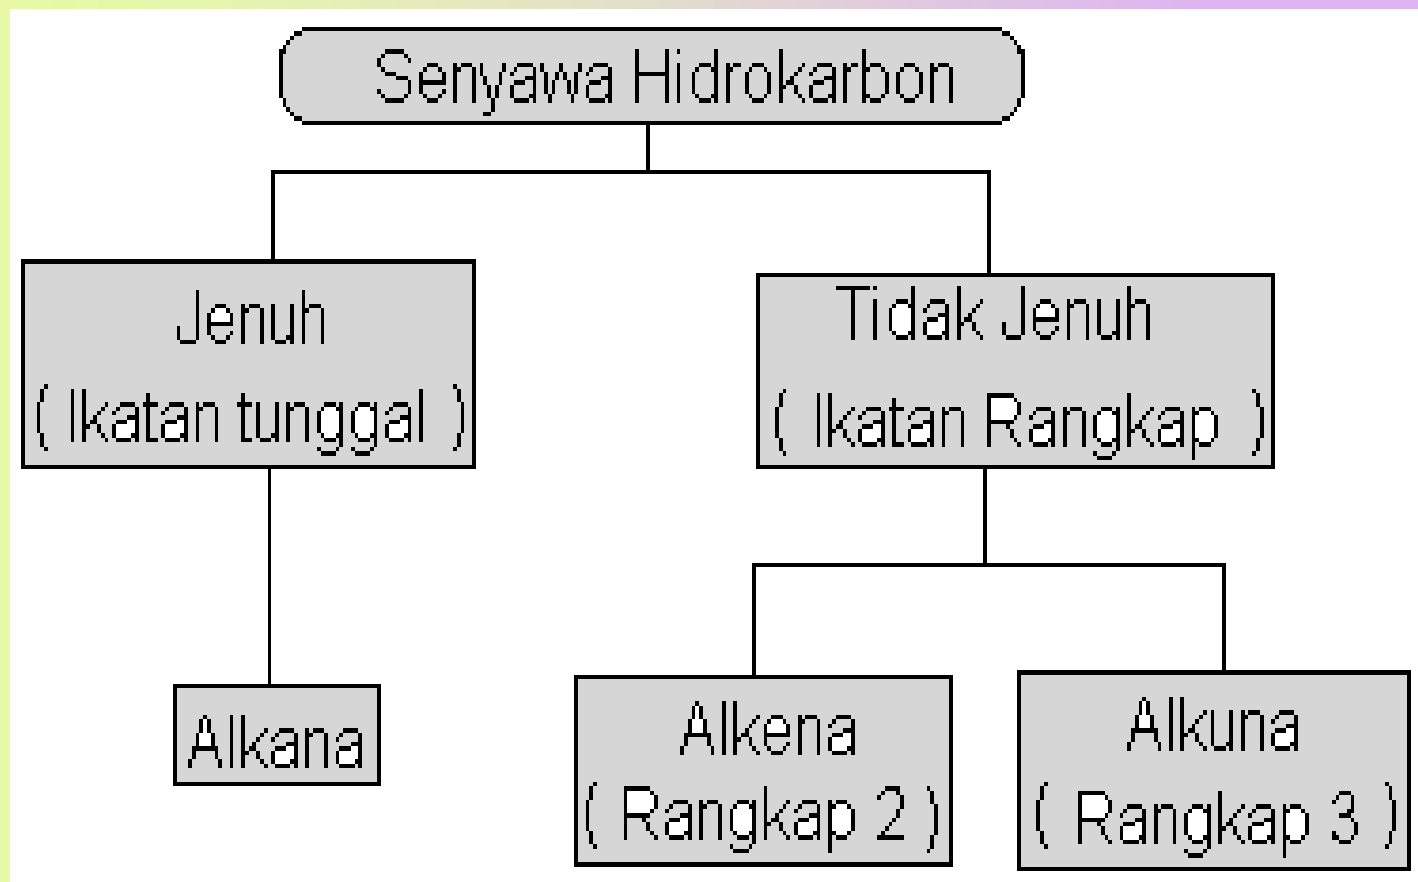 Senyawa Hidrokarbon
Jenuh
( Ikatan tunggal )
Tidak Jenuh
( Ikatan Rangkap )
Alkana
Alkena
( Rangkap 2 )
Alkuna
( Rangkap 3 )